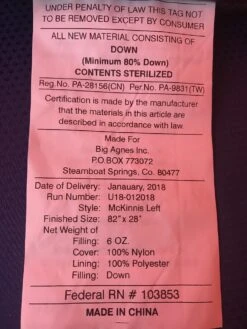 UNDER PENALTY OF LAW THIS TAG NOT
TO BE REMOVED EXCEPT BY CONSUMER
ALL NEW MATERIAL CONSISTING OF
DOWN
(Minimum 80% Down)
CONTENTS STERILIZED
Reg.No. PA-28156(CN) Per.No. PA-9831(TW)
Certification is made by the manufacturer
that the materials in this article are
described in accordance with law.
Made For
Big Agnes Inc.
P.O.BOX 773072
Steamboat Springs, Co. 80477
Date of Delivery: Janauary, 2018
Run Number: U18-012018
Style: McKinnis Left
Finished Size: 82"x 28"
Net Weight of
Filling: 6 OZ.
Cover: 100% Nylon
Lining: 100% Polyester
Filling: Down
Federal RN # 103853
MADE IN CHINA